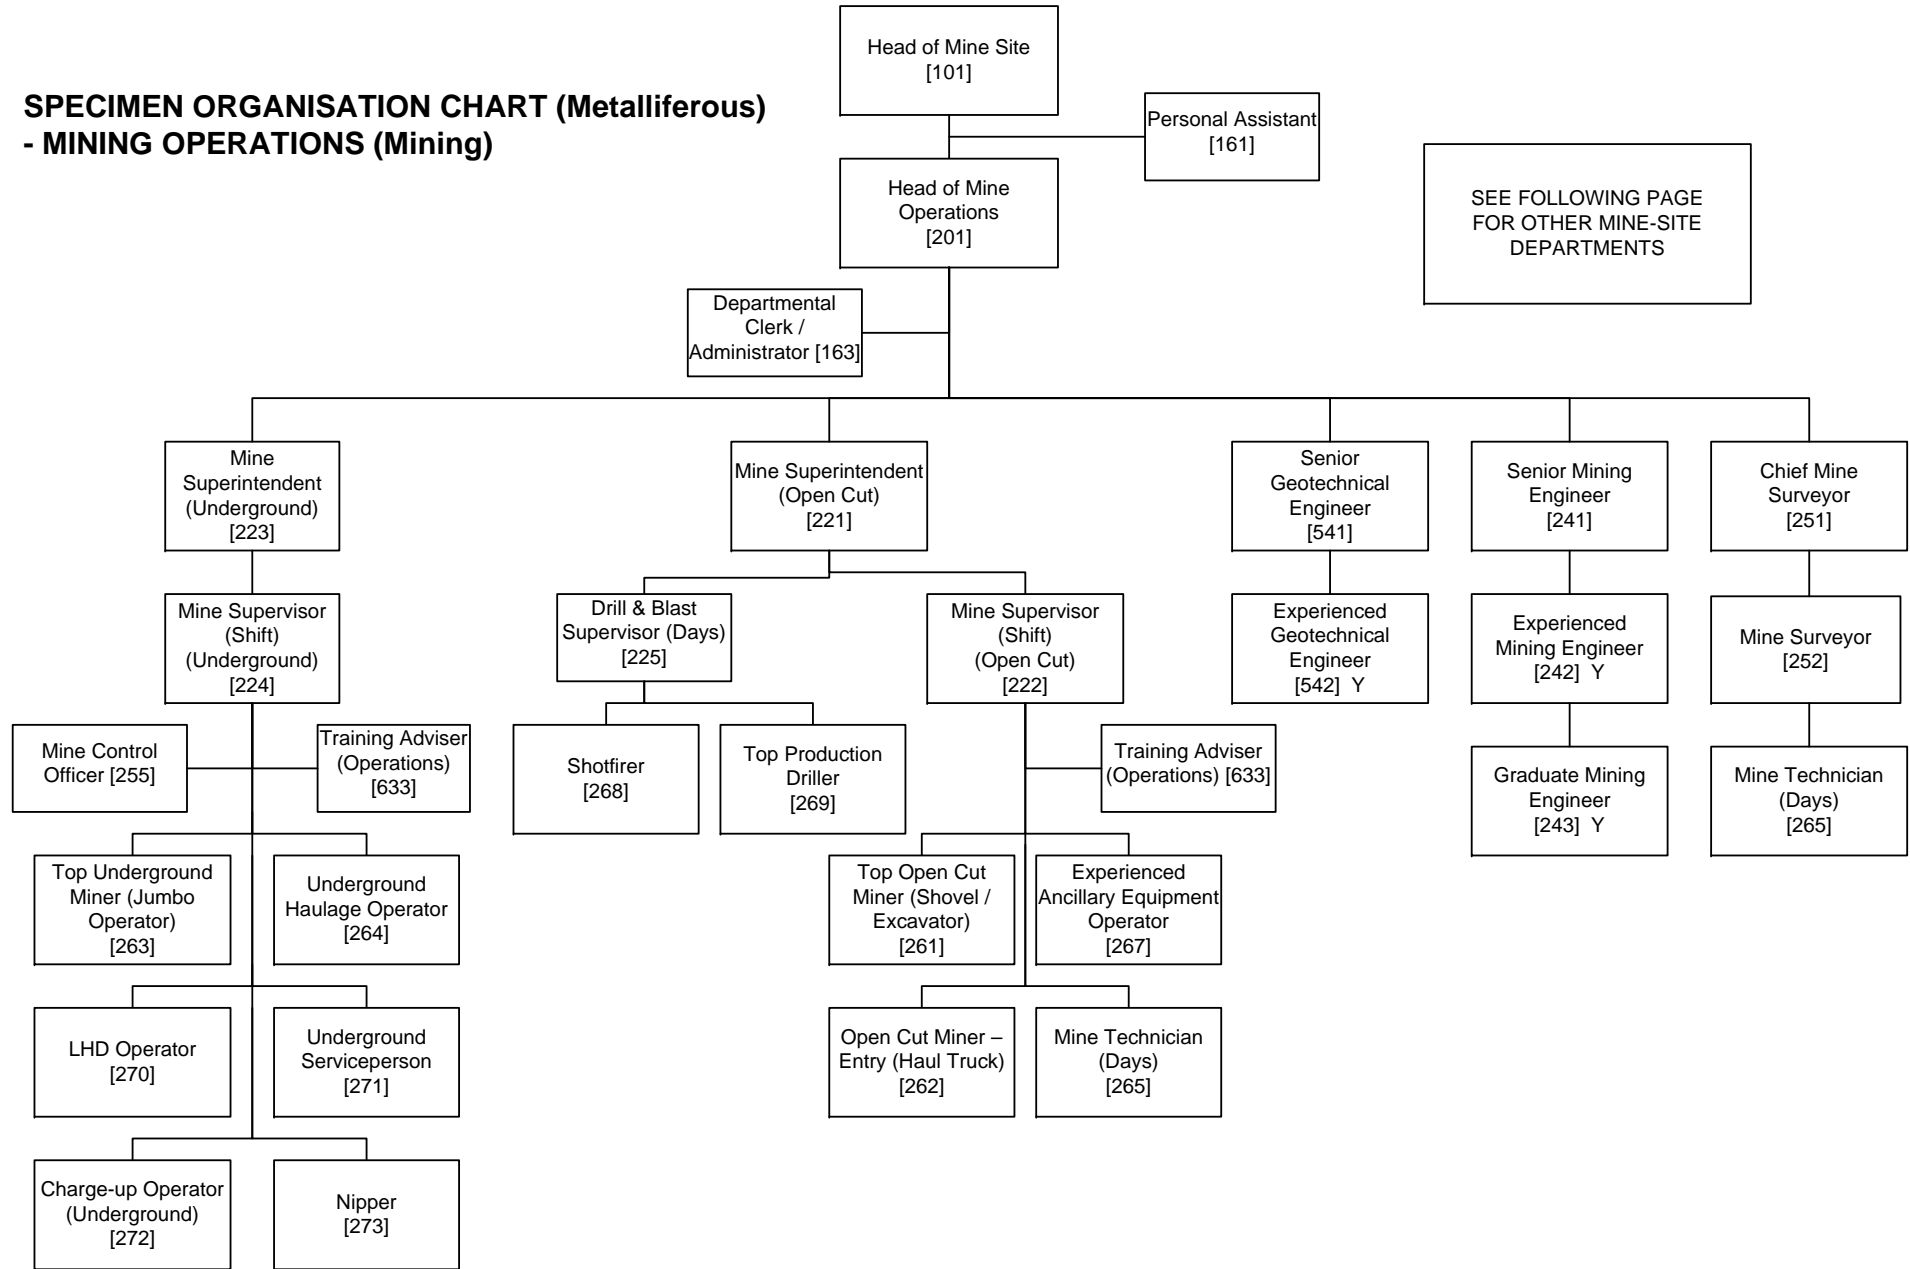 SPECIMEN ORGANISATION CHART (Metalliferous)
- MINING OPERATIONS (Mining)
Head of Mine Site
[101]
Personal Assistant
[161]
Head of Mine
Operations
[201]
SEE FOLLOWING PAGE
FOR OTHER MINE-SITE
DEPARTMENTS
Departmental
Clerk /
Administrator [163]
Mine
Superintendent
(Underground)
[223]
Mine Superintendent
(Open Cut)
[221]
Senior
Geotechnical
Engineer
[541]
Senior Mining
Engineer
[241]
Chief Mine
Surveyor
[251]
Mine Supervisor
(Shift)
(Underground)
[224]
Drill & Blast
Supervisor (Days)
[225]
Mine Supervisor
(Shift)
(Open Cut)
[222]
Experienced
Geotechnical
Engineer
[542] Y
Experienced
Mining Engineer
[242] Y
Mine Surveyor
[252]
Mine Control
Officer [255]
Training Adviser
(Operations)
[633]
Shotfirer
[268]
Top Production
Driller
[269]
Training Adviser
(Operations) [633]
Graduate Mining
Engineer
[243] Y
Mine Technician
(Days)
[265]
Top Underground
Miner (Jumbo
Operator)
[263]
Underground
Haulage Operator
[264]
Top Open Cut
Miner (Shovel /
Excavator)
[261]
Experienced
Ancillary Equipment
Operator
[267]
LHD Operator
[270]
Underground
Serviceperson
[271]
Open Cut Miner –
Entry (Haul Truck)
[262]
Mine Technician
(Days)
[265]
Charge-up Operator
(Underground)
[272]
Nipper
[273]